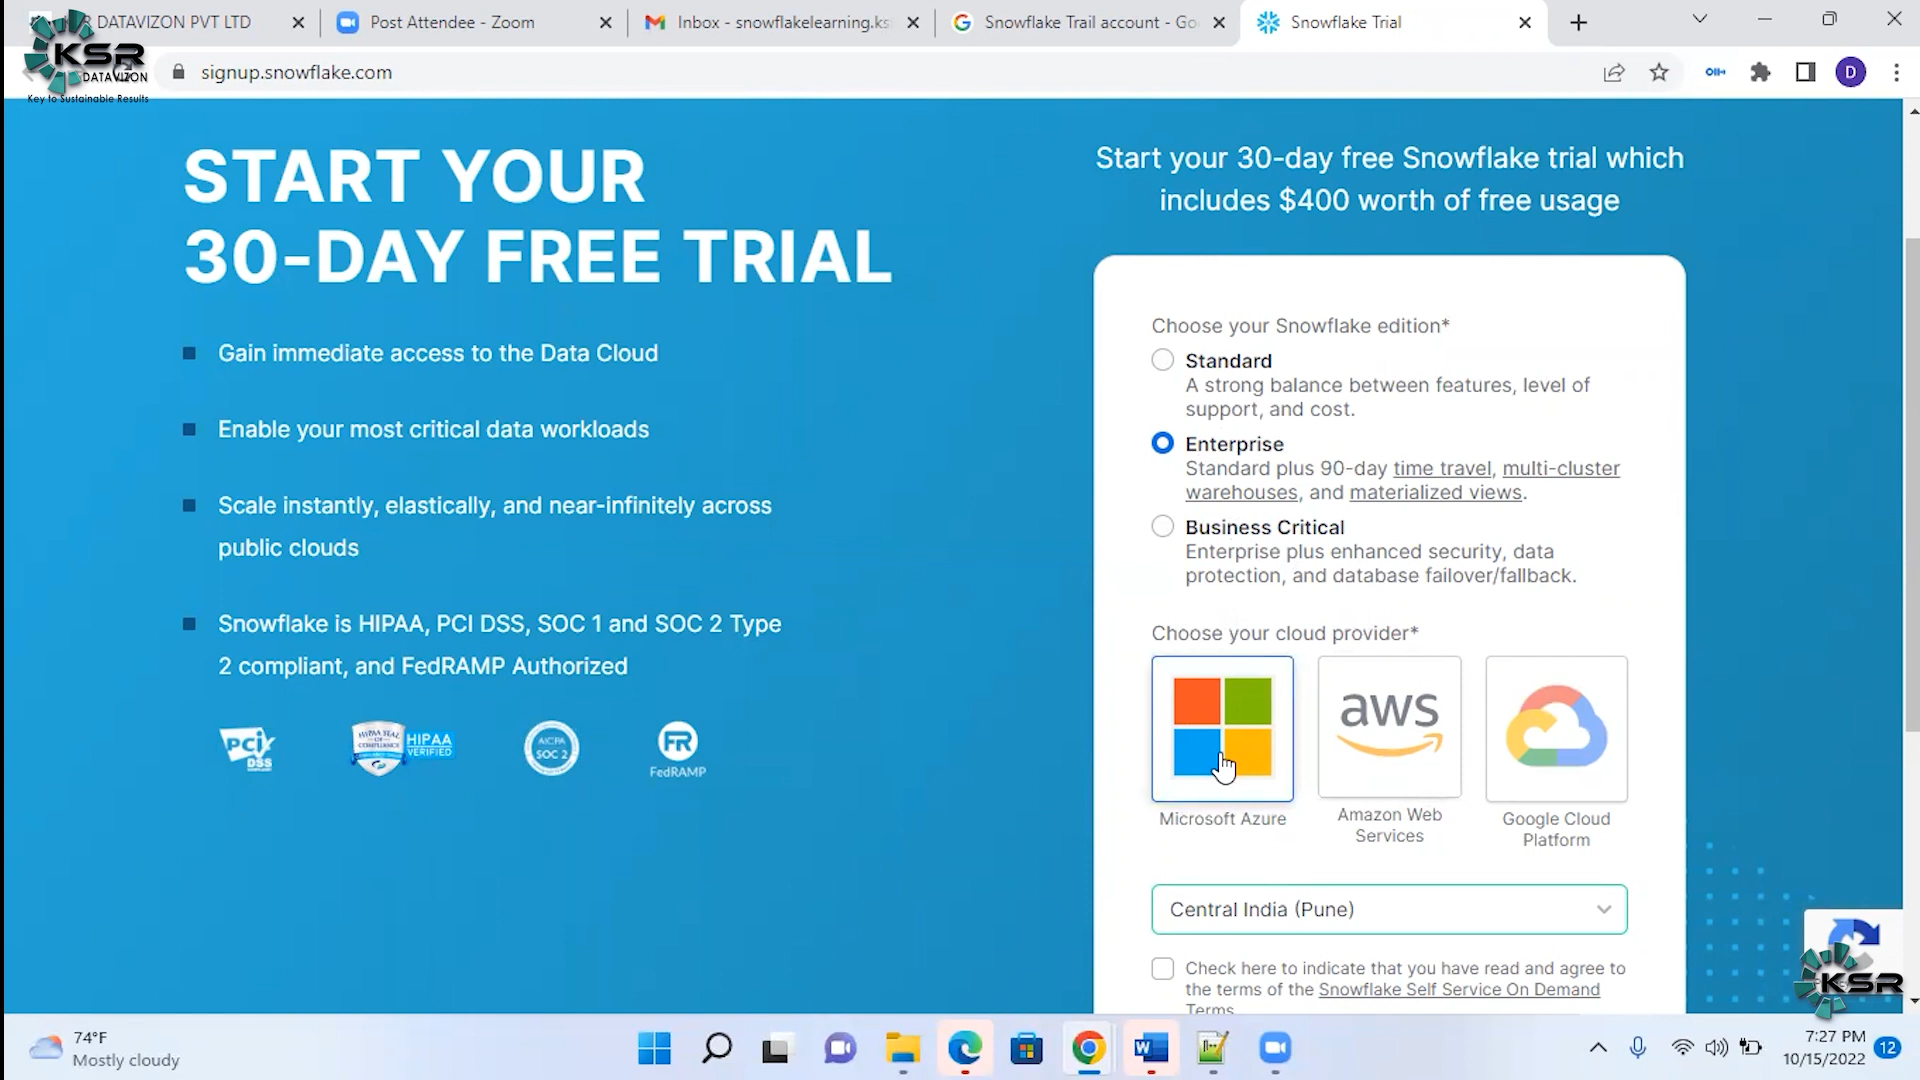 DATAVIZON PVT LTD
Post Attendee - Zoom
Inbox - snowflakelearning.ks
Snowflake Trail account - Go
Snowflake Trial
KSR
DATAVIZON
Key to Sustainable Results
signup.snowflake.com
D
START YOUR
30-DAY FREE TRIAL
Gain immediate access to the Data Cloud
Enable your most critical data workloads
Scale instantly, elastically, and near-infinitely across
public clouds
Snowflake is HIPAA, PCI DSS, SOC 1 and SOC 2 Type
2 compliant, and FedRAMP Authorized
PCI
DSS
HIPAA
VERIFIED
AICPA
SOC 2
FR
FedRAMP
Start your 30-day free Snowflake trial which
includes $400 worth of free usage
Choose your Snowflake edition*
Standard
A strong balance between features, level of
support, and cost.
Enterprise
Standard plus 90-day time travel, multi-cluster
warehouses, and materialized views.
Business Critical
Enterprise plus enhanced security, data
protection, and database failover/fallback.
Choose your cloud provider*
aws
Microsoft Azure
Amazon Web
Services
Google Cloud
Platform
Central India (Pune)
Check here to indicate that you have read and agree to
the terms of the Snowflake Self Service On Demand
Terms
KSR
74°F
Mostly cloudy
7:27 PM
10/15/2022
12